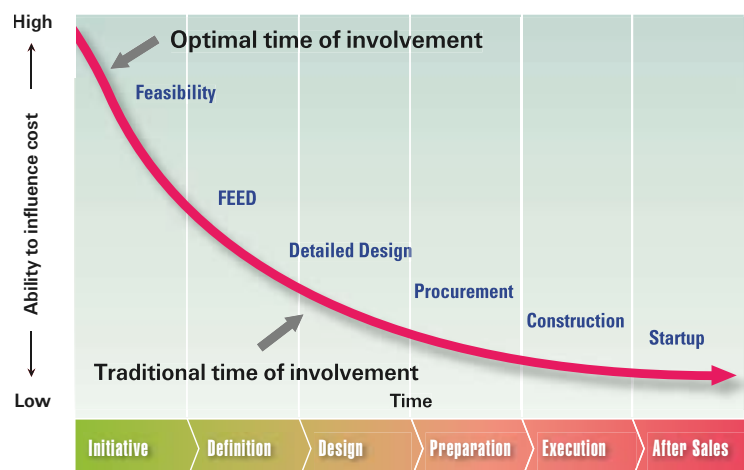 High
Optimal time of involvement
Feasibility
Ability to influence cost
FEED
Detailed Design
Procurement
Construction
Startup
Traditional time of involvement
Low
Time
Initiative
Definition
Design
Preparation
Execution
After Sales